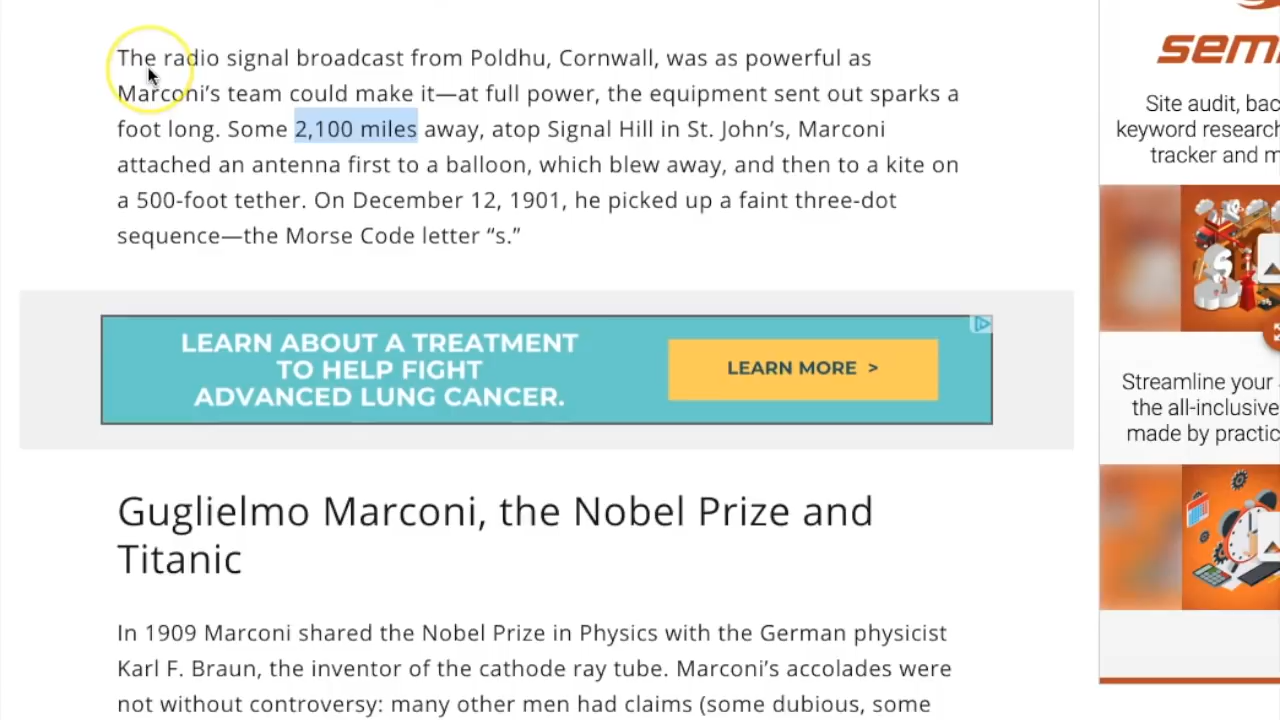 The radio signal broadcast from Poldhu, Cornwall, was as powerful as
Marconi’s team could make it—at full power, the equipment sent out sparks a
foot long. Some 2,100 miles away, atop Signal Hill in St. John’s, Marconi
attached an antenna first to a balloon, which blew away, and then to a kite on
a 500-foot tether. On December 12, 1901, he picked up a faint three-dot
sequence—the Morse Code letter “s.”
LEARN ABOUT A TREATMENT
TO HELP FIGHT
ADVANCED LUNG CANCER.
LEARN MORE >
Guglielmo Marconi, the Nobel Prize and
Titanic
In 1909 Marconi shared the Nobel Prize in Physics with the German physicist
Karl F. Braun, the inventor of the cathode ray tube. Marconi’s accolades were
not without controversy: many other men had claims (some dubious, some
sem
Site audit, bac
keyword research
tracker and m
Streamline your
the all-inclusive
made by practic